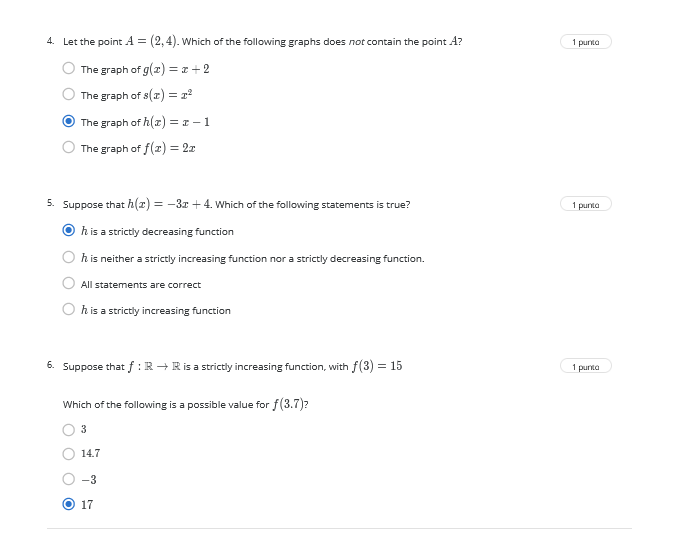 4. Let the point A = (2, 4). Which of the following graphs does not contain the point A? 1 punto
The graph of g(x) = x + 2
The graph of s(x) = x²
The graph of h(x) = x − 1
The graph of f(x) = 2x
5. Suppose that h(x) = −3x + 4. Which of the following statements is true? 1 punto
h is a strictly decreasing function
h is neither a strictly increasing function nor a strictly decreasing function.
All statements are correct
h is a strictly increasing function
6. Suppose that f : ℝ → ℝ is a strictly increasing function, with f(3) = 15 1 punto
Which of the following is a possible value for f(3.7)?
3
14.7
−3
17